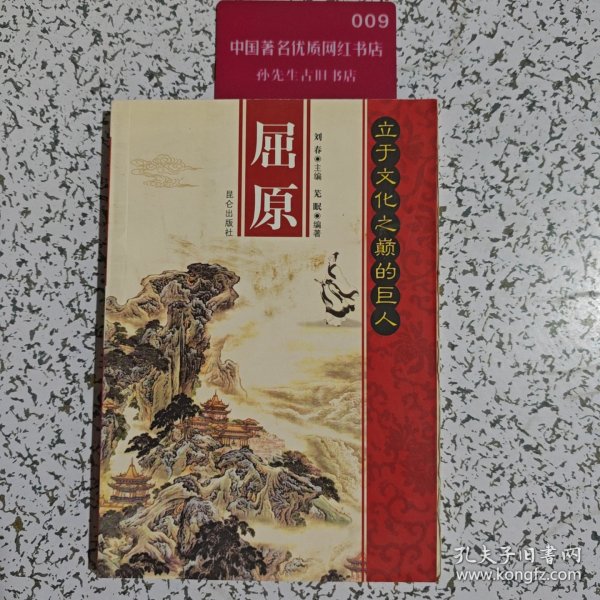 009
中国著名优质网红书店
孙先生古旧书店
立于文化之巅的巨人
刘春◉主编 芜眠◉编著
屈原
昆仑出版社
孔夫子旧书网
www.kongfz.com